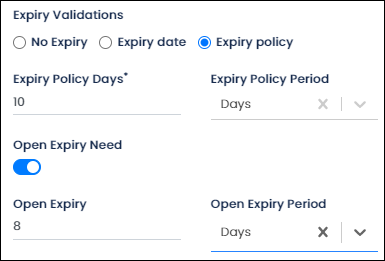 Expiry Validations
No Expiry Expiry date Expiry policy
Expiry Policy Days* Expiry Policy Period
10 Days
Open Expiry Need
Open Expiry Open Expiry Period
8 Days